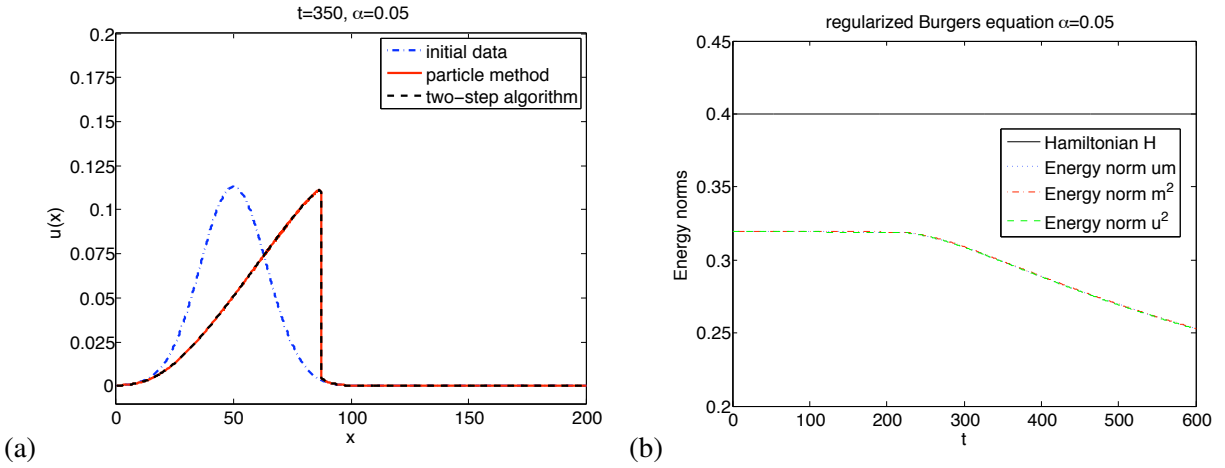 t=350, α=0.05
0.2
0.175
0.15
0.125
0.1
0.075
0.05
0.025
0
u(x)
initial data
particle method
two-step algorithm
0
50
100
150
200
x
(a)
regularized Burgers equation α=0.05
0.45
0.4
0.35
0.3
0.25
0.2
Energy norms
Hamiltonian H
Energy norm um
Energy norm m²
Energy norm u²
0
100
200
300
400
500
600
t
(b)